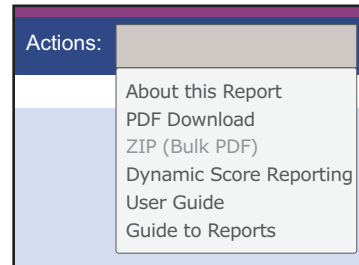 Actions:
About this Report
PDF Download
ZIP (Bulk PDF)
Dynamic Score Reporting
User Guide
Guide to Reports